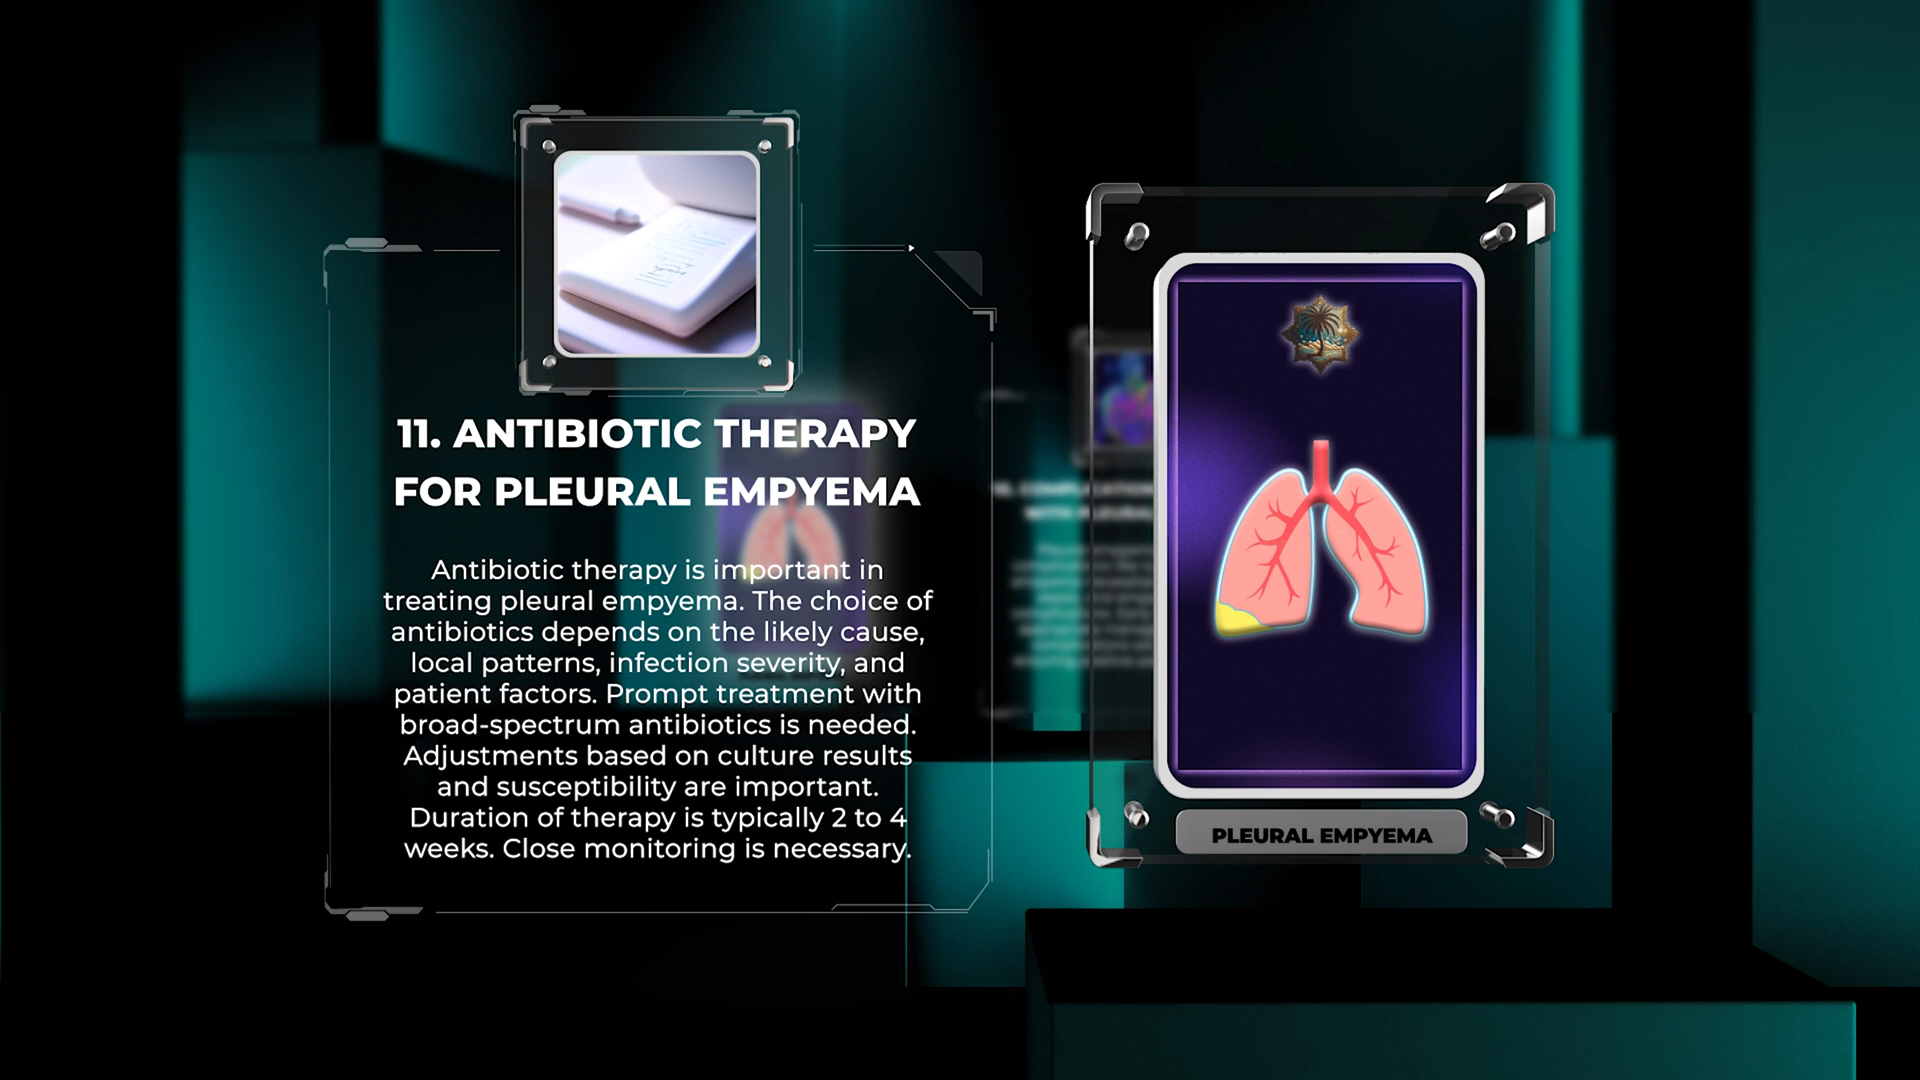 11. ANTIBIOTIC THERAPY
FOR PLEURAL EMPYEMA
Antibiotic therapy is important in
treating pleural empyema. The choice of
antibiotics depends on the likely cause,
local patterns, infection severity, and
patient factors. Prompt treatment with
broad-spectrum antibiotics is needed.
Adjustments based on culture results
and susceptibility are important.
Duration of therapy is typically 2 to 4
weeks. Close monitoring is necessary.
PLEURAL EMPYEMA